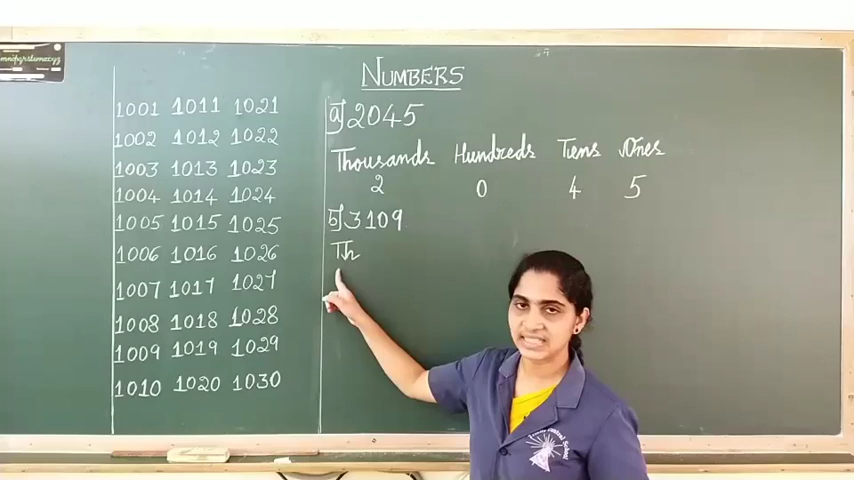 mnopqrstuvwxyz
NUMBERS
1001 1011 1021
1002 1012 1022
1003 1013 1023
1004 1014 1024
1005 1015 1025
1006 1016 1026
1007 1017 1027
1008 1018 1028
1009 1019 1029
1010 1020 1030
a] 2045
Thousands Hundreds Tens Ones
2 0 4 5
b] 3109
Th